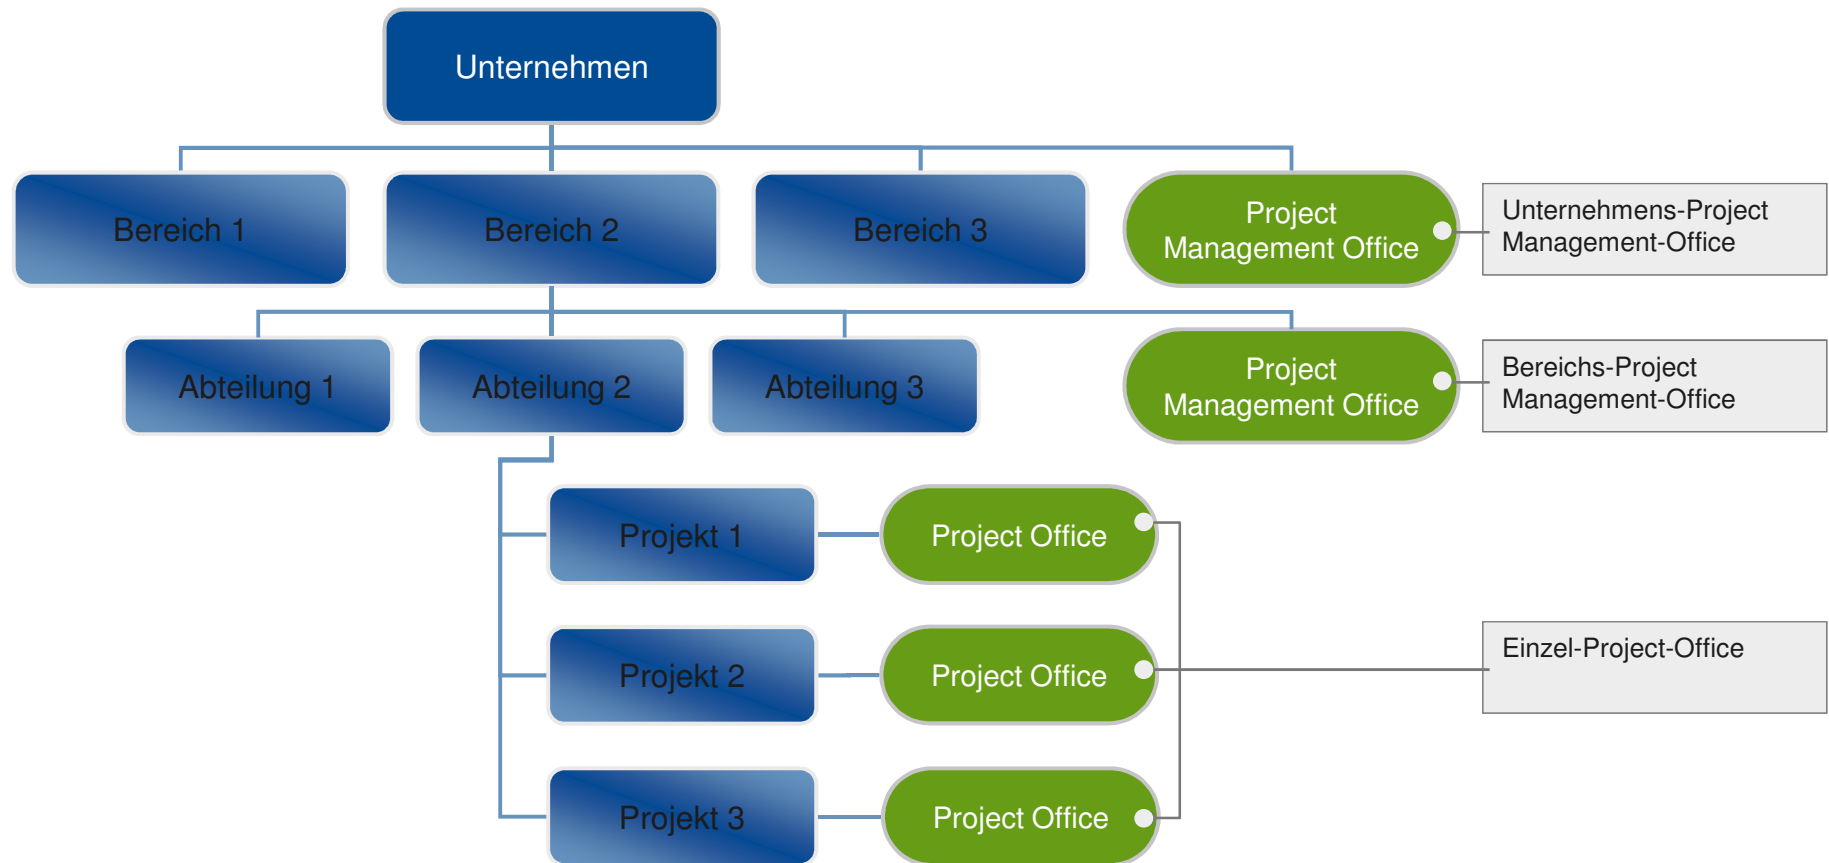 Unternehmen
Bereich 1
Bereich 2
Bereich 3
Project
Management Office
Unternehmens-Project
Management-Office
Abteilung 1
Abteilung 2
Abteilung 3
Project
Management Office
Bereichs-Project
Management-Office
Projekt 1
Project Office
Projekt 2
Project Office
Einzel-Project-Office
Projekt 3
Project Office